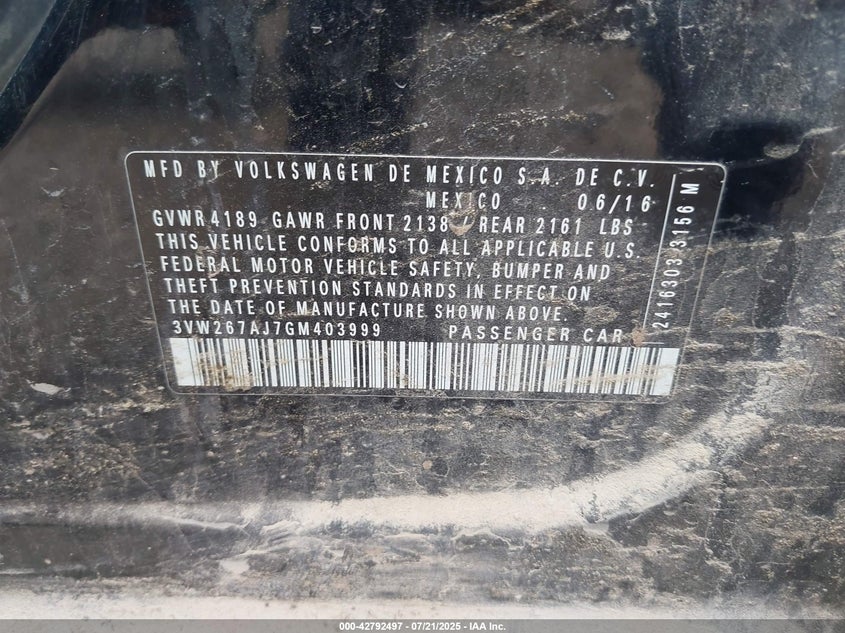 MFD BY VOLKSWAGEN DE MEXICO S.A. DE C.V.
MEXICO 06/16
GVWR 4189 GAWR FRONT 2138 / REAR 2161 LBS
THIS VEHICLE CONFORMS TO ALL APPLICABLE U.S.
FEDERAL MOTOR VEHICLE SAFETY, BUMPER AND
THEFT PREVENTION STANDARDS IN EFFECT ON
THE DATE OF MANUFACTURE SHOWN ABOVE.
3VW267AJ7GM403999 PASSENGER CAR
2416303 3156 M
000-42792497 - 07/21/2025 - IAA Inc.